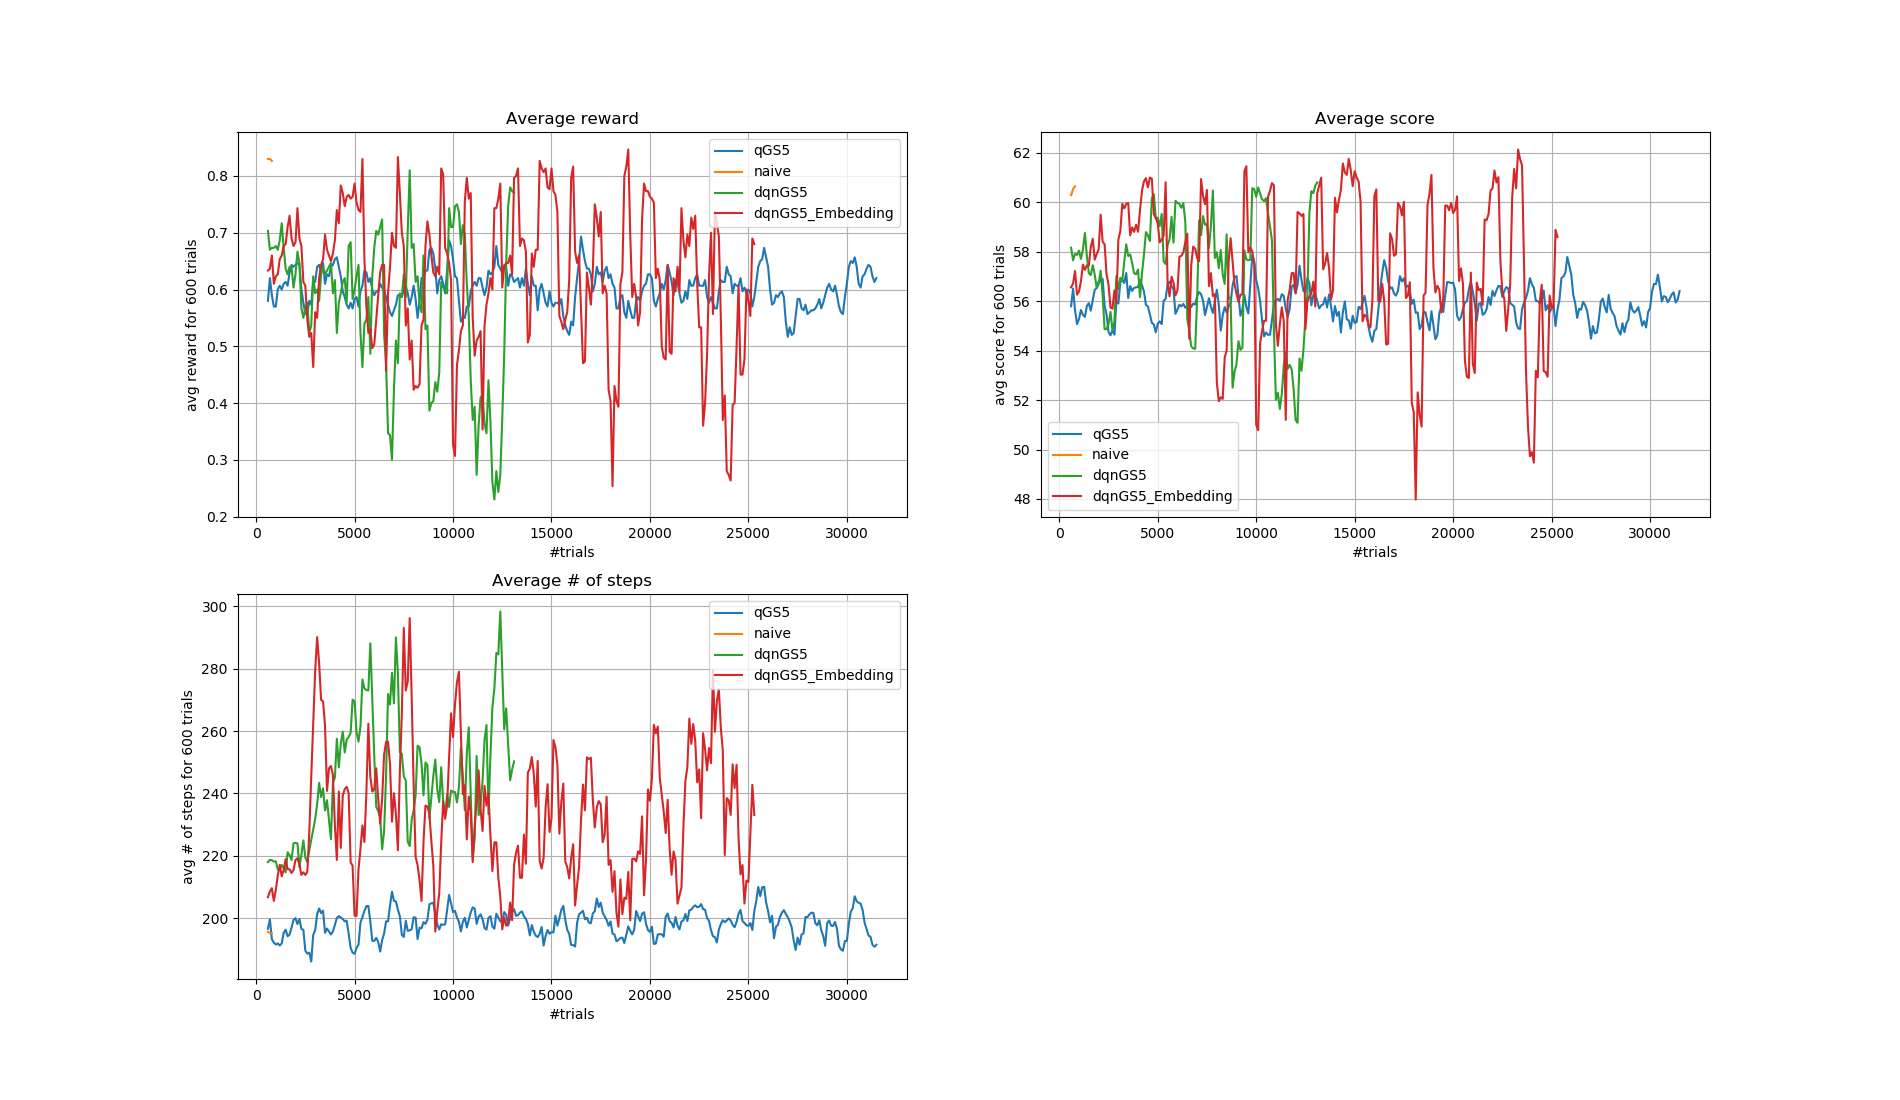 Average reward
avg reward for 600 trials
0.8
0.7
0.6
0.5
0.4
0.3
0.2
0 5000 10000 15000 20000 25000 30000
#trials
qGS5
naive
dqnGS5
dqnGS5_Embedding
Average score
avg score for 600 trials
62
60
58
56
54
52
50
48
0 5000 10000 15000 20000 25000 30000
#trials
qGS5
naive
dqnGS5
dqnGS5_Embedding
Average # of steps
avg # of steps for 600 trials
300
280
260
240
220
200
0 5000 10000 15000 20000 25000 30000
#trials
qGS5
naive
dqnGS5
dqnGS5_Embedding